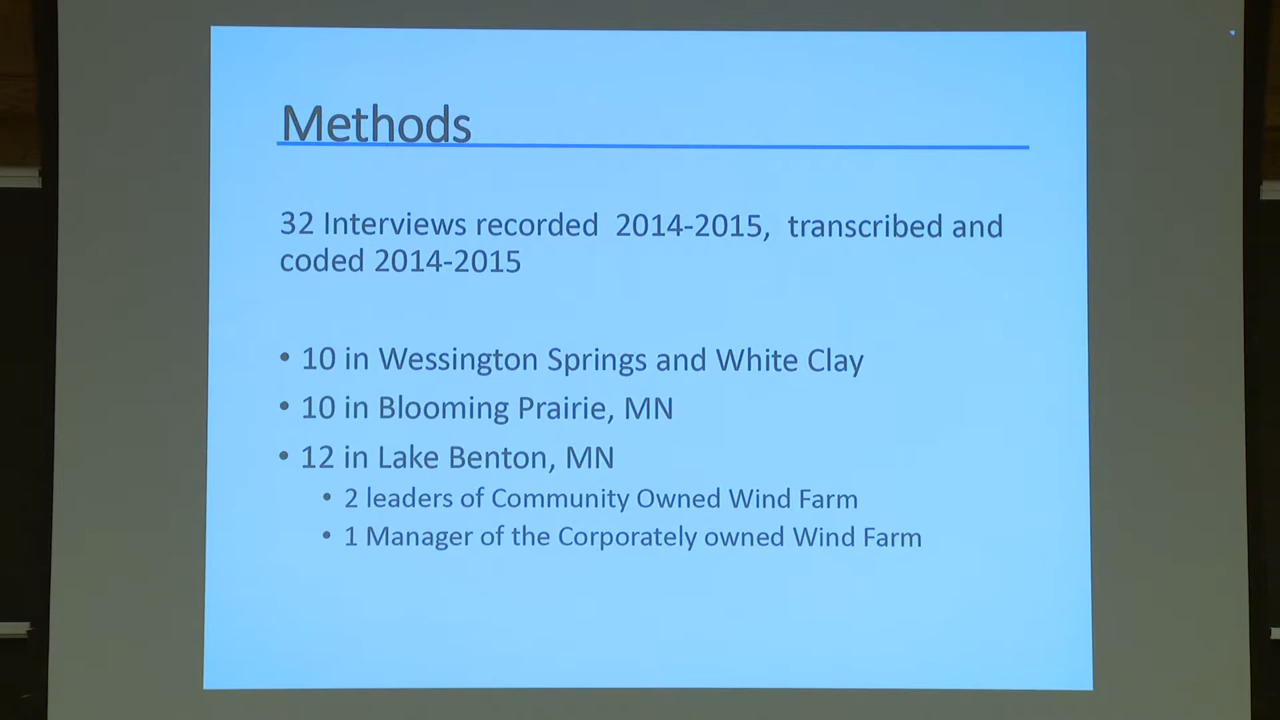 Methods
32 Interviews recorded 2014-2015, transcribed and
coded 2014-2015
• 10 in Wessington Springs and White Clay
• 10 in Blooming Prairie, MN
• 12 in Lake Benton, MN
• 2 leaders of Community Owned Wind Farm
• 1 Manager of the Corporately owned Wind Farm